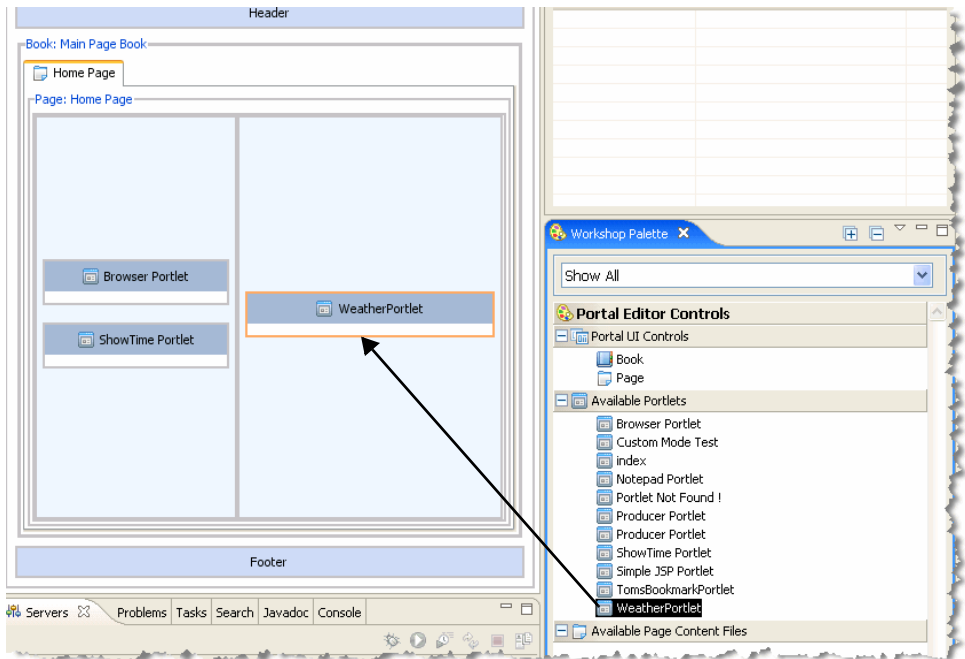 Header
Book: Main Page Book
Home Page
Page: Home Page
Browser Portlet
ShowTime Portlet
WeatherPortlet
Footer
Servers Problems Tasks Search Javadoc Console
Workshop Palette
Show All
Portal Editor Controls
Portal UI Controls
Book
Page
Available Portlets
Browser Portlet
Custom Mode Test
index
Notepad Portlet
Portlet Not Found !
Producer Portlet
Producer Portlet
ShowTime Portlet
Simple JSP Portlet
TomsBookmarkPortlet
WeatherPortlet
Available Page Content Files